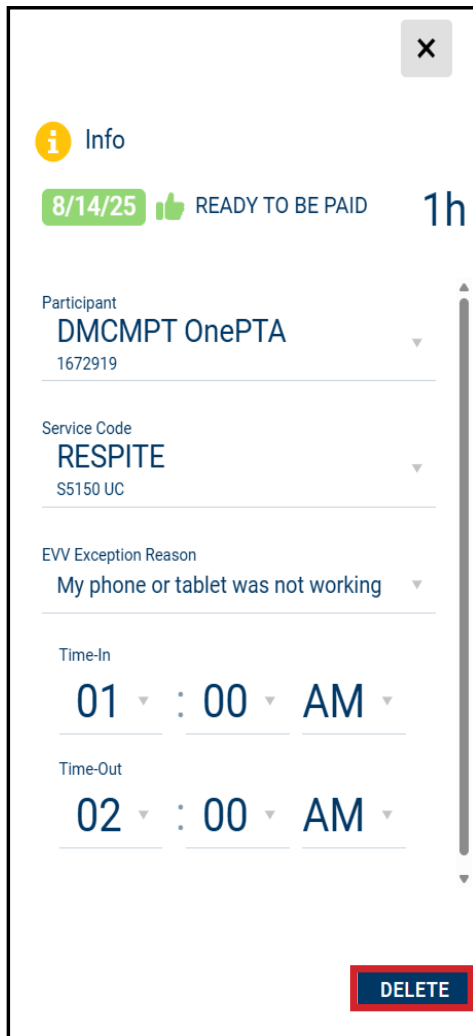 ×
Info
8/14/25 READY TO BE PAID 1h
Participant
DMCMPT OnePTA
1672919
Service Code
RESPITE
S5150 UC
EVV Exception Reason
My phone or tablet was not working
Time-In
01 : 00 AM
Time-Out
02 : 00 AM
DELETE